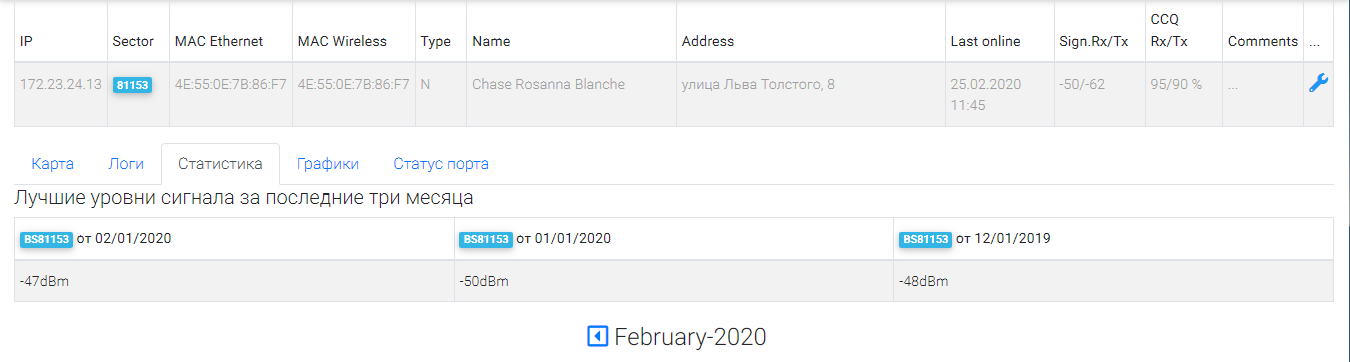 IP Sector MAC Ethernet MAC Wireless Type Name Address Last online Sign.Rx/Tx CCQ Rx/Tx Comments ...
172.23.24.13 81153 4E:55:0E:7B:86:F7 4E:55:0E:7B:86:F7 N Chase Rosanna Blanche улица Льва Толстого, 8 25.02.2020 11:45 -50/-62 95/90 % ...
Карта Логи Статистика Графики Статус порта
Лучшие уровни сигнала за последние три месяца
BS81153 от 02/01/2020 BS81153 от 01/01/2020 BS81153 от 12/01/2019
-47dBm -50dBm -48dBm
February-2020